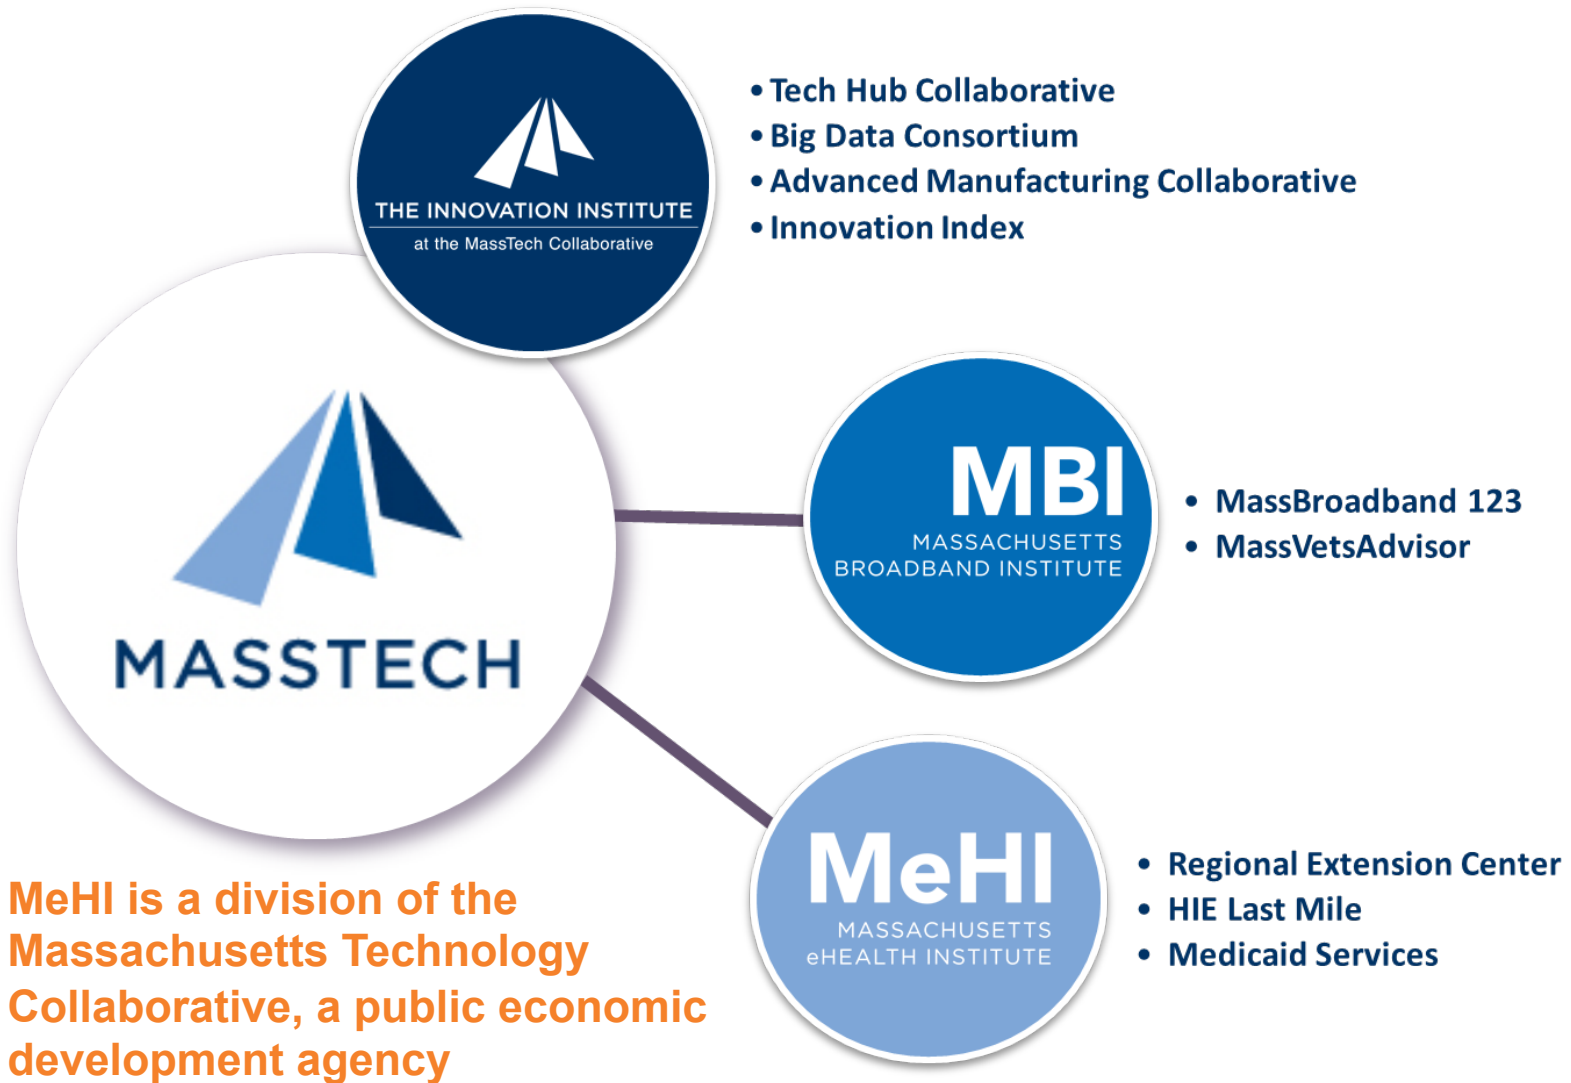 THE INNOVATION INSTITUTE
at the MassTech Collaborative
• Tech Hub Collaborative
• Big Data Consortium
• Advanced Manufacturing Collaborative
• Innovation Index
MASSTECH
MBI
MASSACHUSETTS
BROADBAND INSTITUTE
• MassBroadband 123
• MassVetsAdvisor
MeHI
MASSACHUSETTS
eHEALTH INSTITUTE
• Regional Extension Center
• HIE Last Mile
• Medicaid Services
MeHI is a division of the
Massachusetts Technology
Collaborative, a public economic
development agency